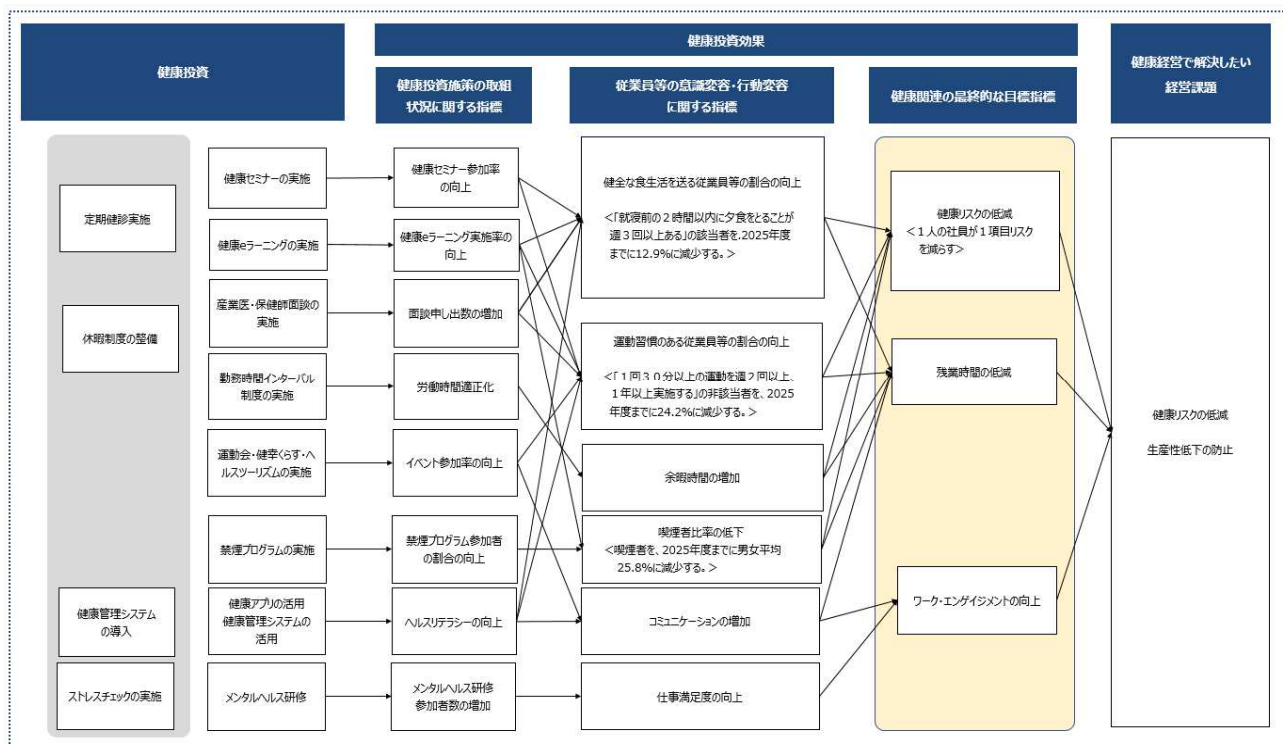 健康投資
健康投資効果
健康経営で解決したい
経営課題
健康投資施策の取組
状況に関する指標
従業員等の意識変容・行動変容
に関する指標
健康関連の最終的な目標指標
定期健診実施
休暇制度の整備
健康管理システム
の導入
ストレスチェックの実施
健康セミナーの実施
健康eラーニングの実施
産業医・保健師面談の
実施
勤務時間インターバル
制度の実施
運動会・健幸くらす・ヘ
ルスツーリズムの実施
禁煙プログラムの実施
健康アプリの活用
健康管理システムの
活用
メンタルヘルス研修
健康セミナー参加率
の向上
健康eラーニング実施率の
向上
面談申し出数の増加
労働時間適正化
イベント参加率の向上
禁煙プログラム参加者
の割合の向上
ヘルスリテラシーの向上
メンタルヘルス研修
参加者数の増加
健全な食生活を送る従業員等の割合の向上
<「就寝前の２時間以内に夕食をとることが
週３回以上ある」の該当者を、2025年度
までに12.9%に減少する。>
運動習慣のある従業員等の割合の向上
<「１回３０分以上の運動を週２回以上、
１年以上実施する」の非該当者を、2025
年度までに24.2%に減少する。>
余暇時間の増加
喫煙者比率の低下
<喫煙者を、2025年度までに男女平均
25.8%に減少する。>
コミュニケーションの増加
仕事満足度の向上
健康リスクの低減
<１人の社員が１項目リスク
を減らす>
残業時間の低減
ワーク・エンゲイジメントの向上
健康リスクの低減
生産性低下の防止